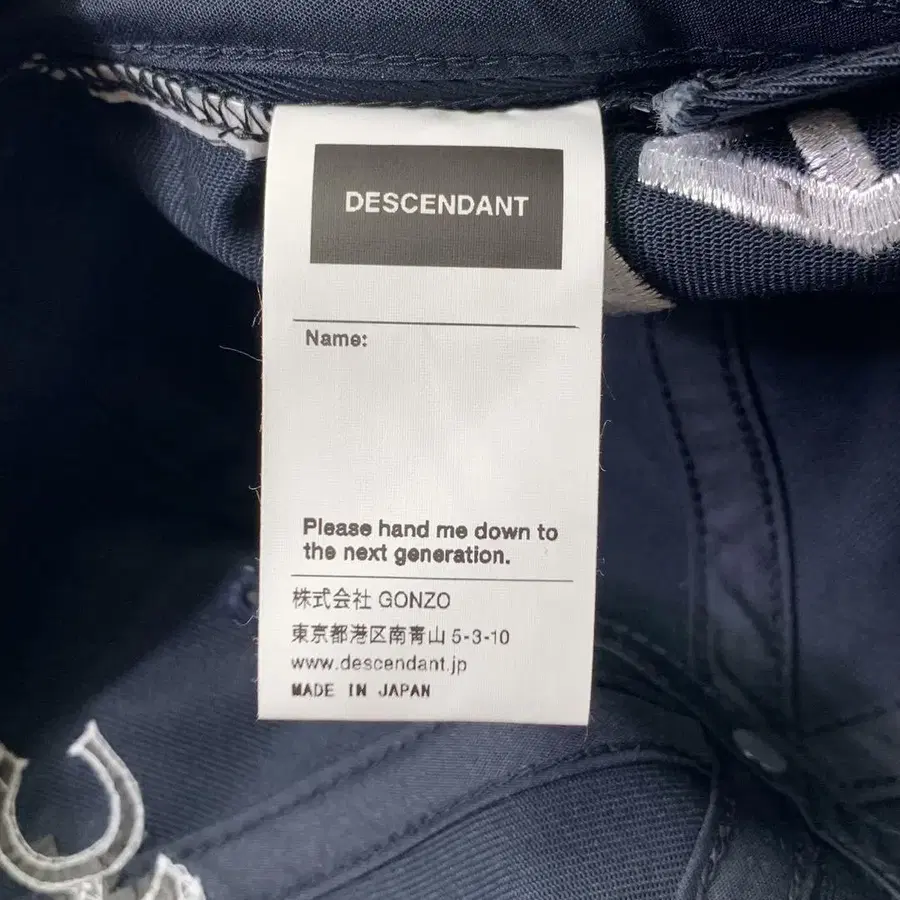 DESCENDANT
Name:
Please hand me down to
the next generation.
株式会社 GONZO
東京都港区南青山 5-3-10
www.descendant.jp
MADE IN JAPAN